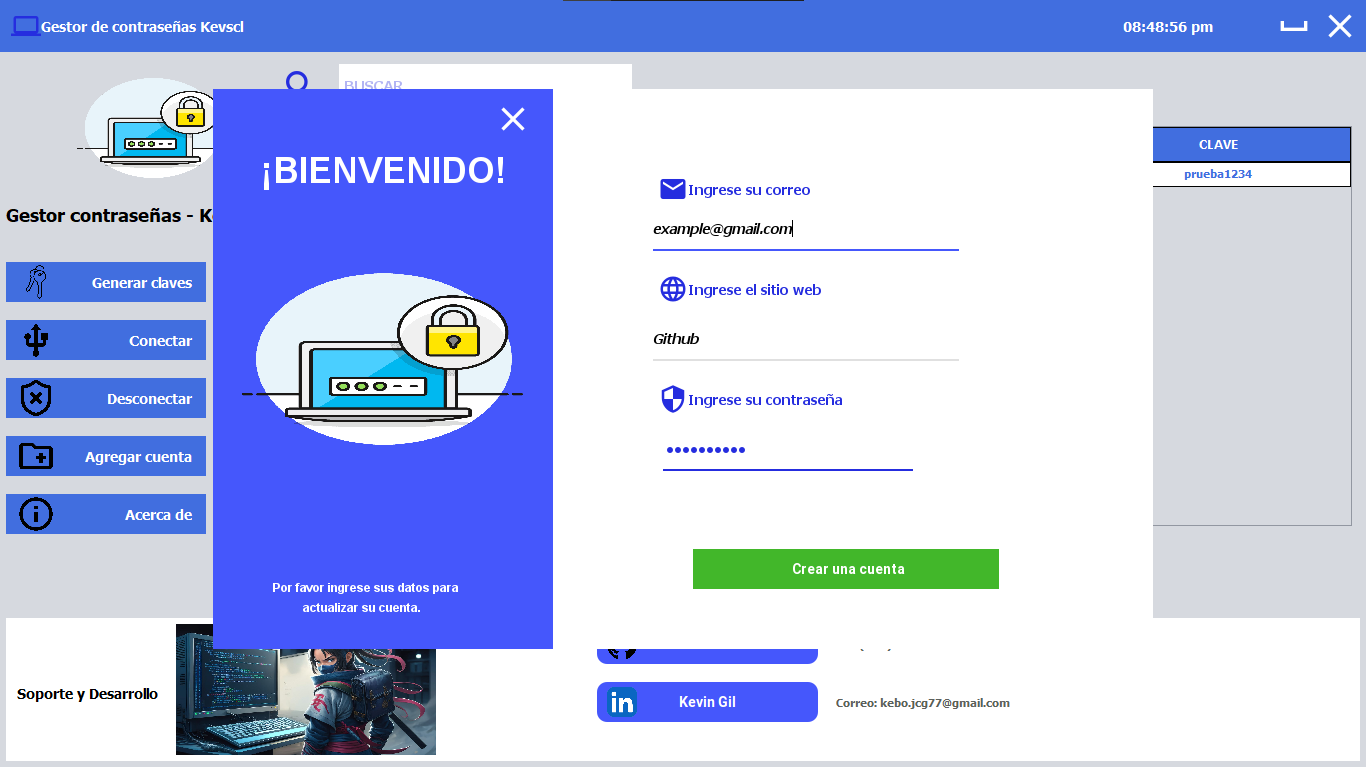 Gestor de contraseñas Kevscl
08:48:56 pm
BUSCAR
¡BIENVENIDO!
Ingrese su correo
example@gmail.com
Ingrese el sitio web
Github
Ingrese su contraseña
Crear una cuenta
Por favor ingrese sus datos para
actualizar su cuenta.
CLAVE
prueba1234
Gestor contraseñas - K
Generar claves
Conectar
Desconectar
Agregar cuenta
Acerca de
Soporte y Desarrollo
in
Kevin Gil
Correo: kebo.jcg77@gmail.com